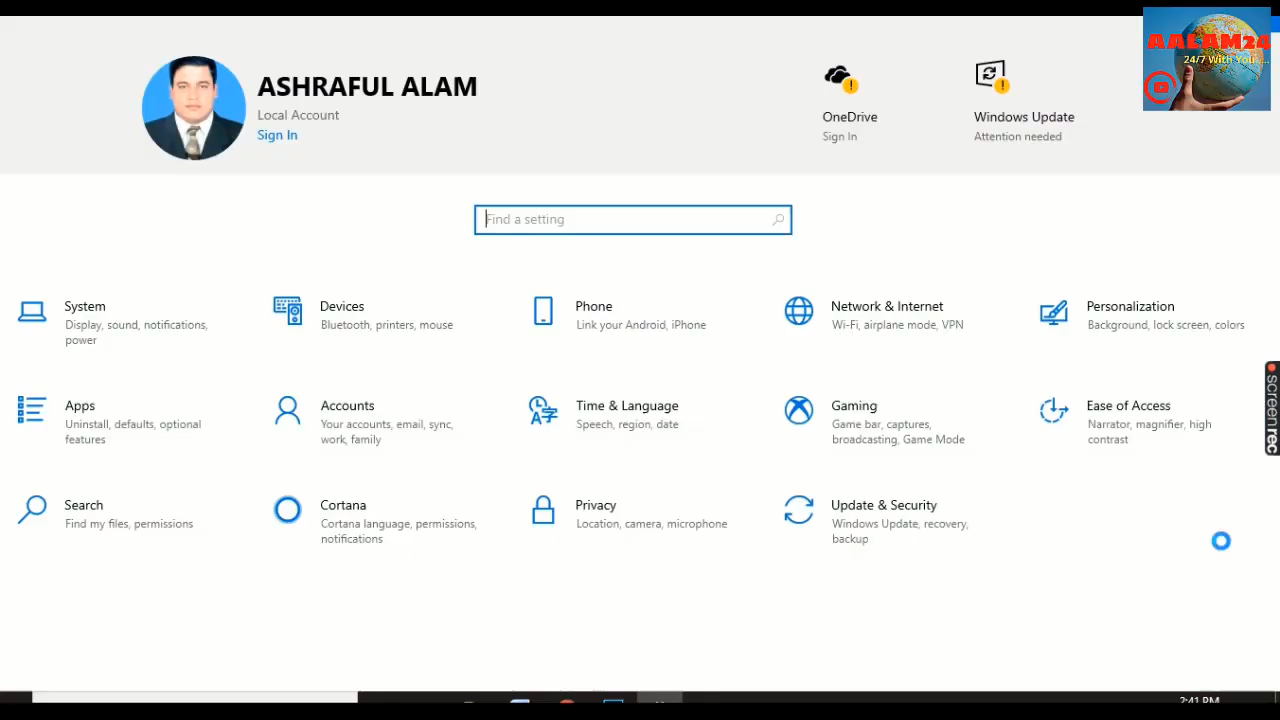 AALAM24
24/7 With You ...
ASHRAFUL ALAM
Local Account
Sign In
OneDrive
Sign In
Windows Update
Attention needed
Find a setting
System
Display, sound, notifications,
power
Devices
Bluetooth, printers, mouse
Phone
Link your Android, iPhone
Network & Internet
Wi-Fi, airplane mode, VPN
Personalization
Background, lock screen, colors
Apps
Uninstall, defaults, optional
features
Accounts
Your accounts, email, sync,
work, family
Time & Language
Speech, region, date
Gaming
Game bar, captures,
broadcasting, Game Mode
Ease of Access
Narrator, magnifier, high
contrast
Search
Find my files, permissions
Cortana
Cortana language, permissions,
notifications
Privacy
Location, camera, microphone
Update & Security
Windows Update, recovery,
backup
screenrec
2:41 PM